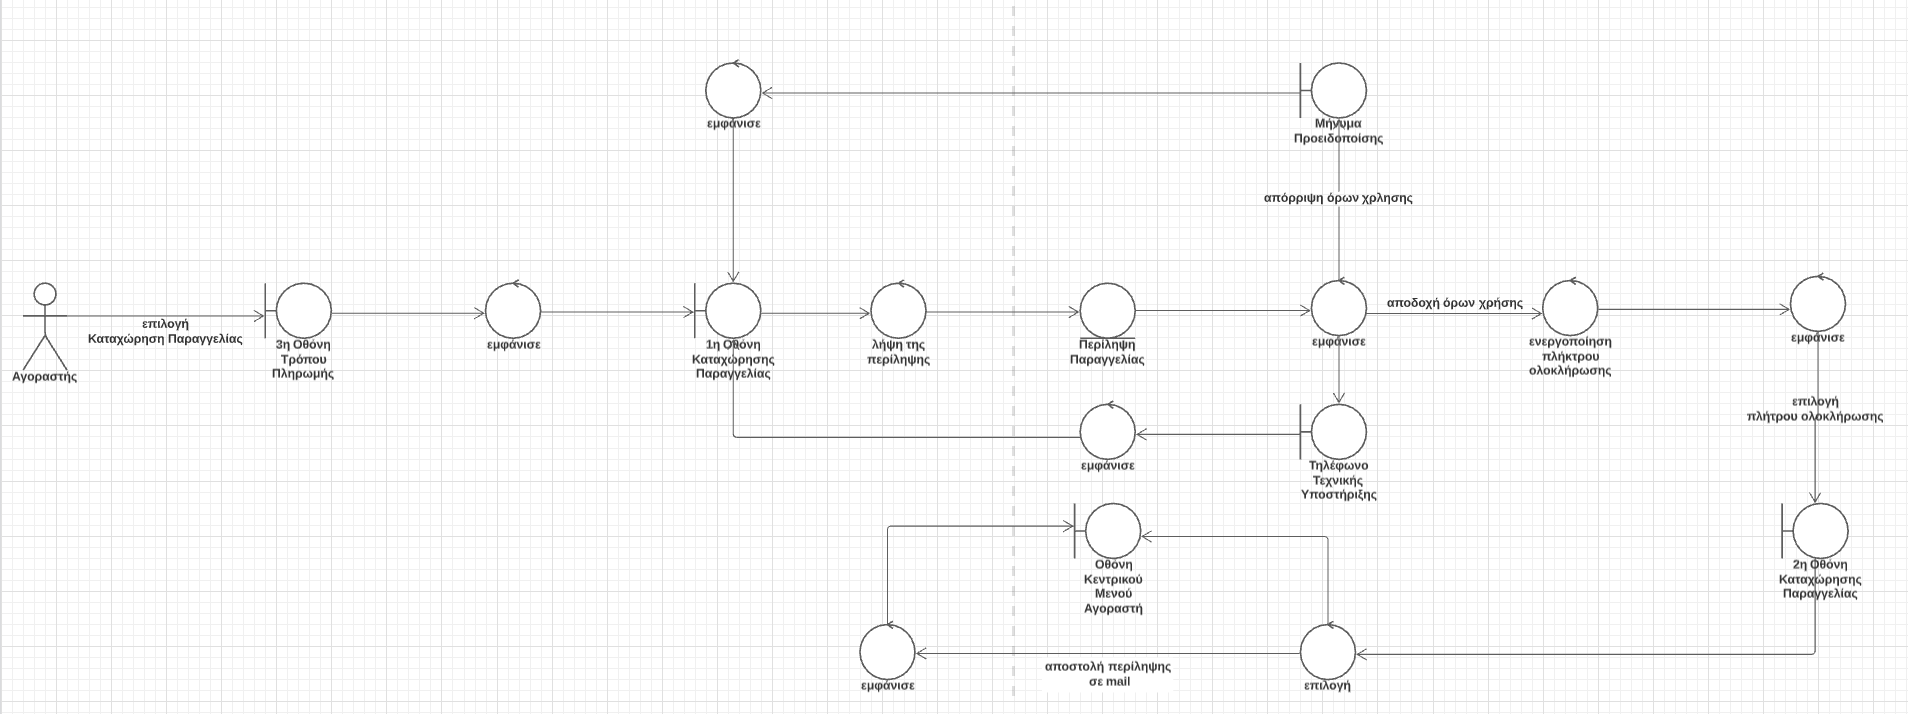 εμφάνισε
Μήνυμα
Προειδοποίσης
απόρριψη όρων χρλησης
επιλογή
Καταχώρηση Παραγγελίας
Αγοραστής
3η Οθόνη
Τρόπου
Πληρωμής
εμφάνισε
1η Οθόνη
Καταχώρησης
Παραγγελίας
λήψη της
περίληψης
Περίληψη
Παραγγελίας
εμφάνισε
αποδοχή όρων χρήσης
ενεργοποίηση
πλήκτρου
ολοκλήρωσης
εμφάνισε
επιλογή
πλήτρου ολοκλήρωσης
εμφάνισε
Τηλέφωνο
Τεχνικής
Υποστήριξης
Οθόνη
Κεντρικού
Μενού
Αγοραστή
2η Οθόνη
Καταχώρησης
Παραγγελίας
εμφάνισε
αποστολή περίληψης
σε mail
επιλογή